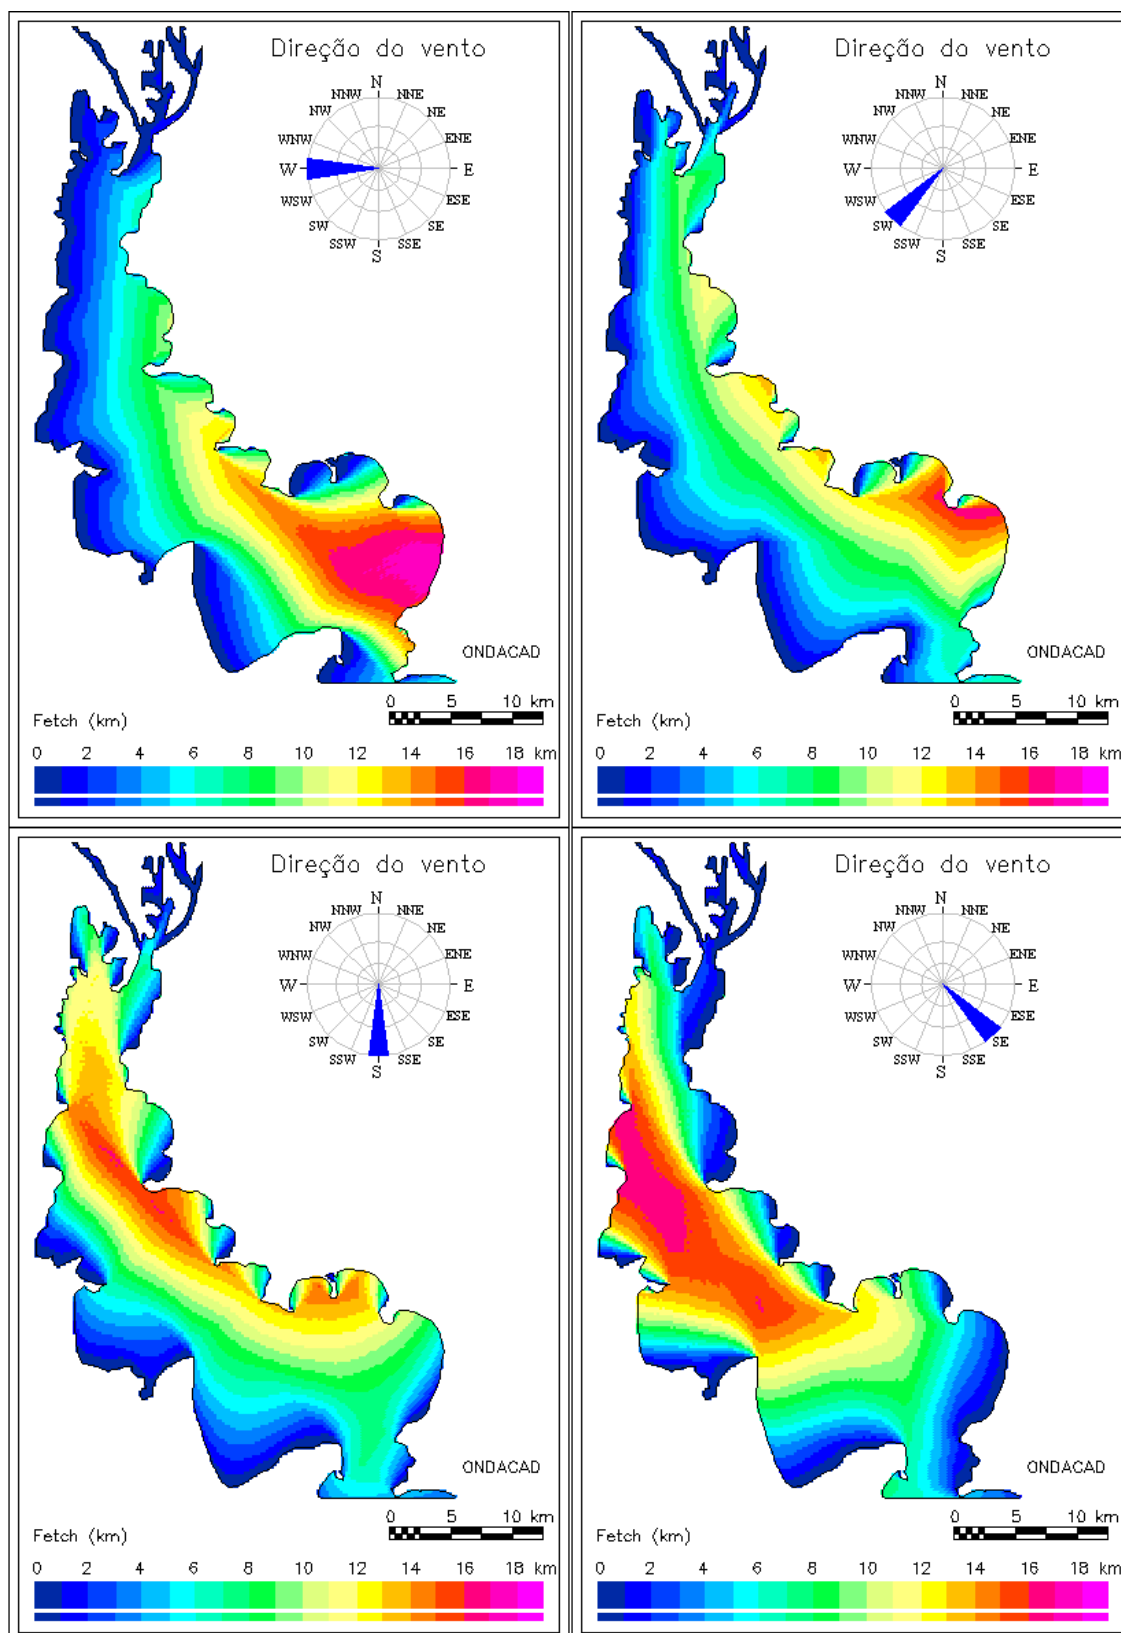 Direção do vento
N
NNW NNE
NW NE
WNW ENE
W E
WSW ESE
SW SE
SSW SSE
S
ONDACAD
0 5 10 km
Fetch (km)
0 2 4 6 8 10 12 14 16 18 km
Direção do vento
N
NNW NNE
NW NE
WNW ENE
W E
WSW ESE
SW SE
SSW SSE
S
ONDACAD
0 5 10 km
Fetch (km)
0 2 4 6 8 10 12 14 16 18 km
Direção do vento
N
NNW NNE
NW NE
WNW ENE
W E
WSW ESE
SW SE
SSW SSE
S
ONDACAD
0 5 10 km
Fetch (km)
0 2 4 6 8 10 12 14 16 18 km
Direção do vento
N
NNW NNE
NW NE
WNW ENE
W E
WSW ESE
SW SE
SSW SSE
S
ONDACAD
0 5 10 km
Fetch (km)
0 2 4 6 8 10 12 14 16 18 km